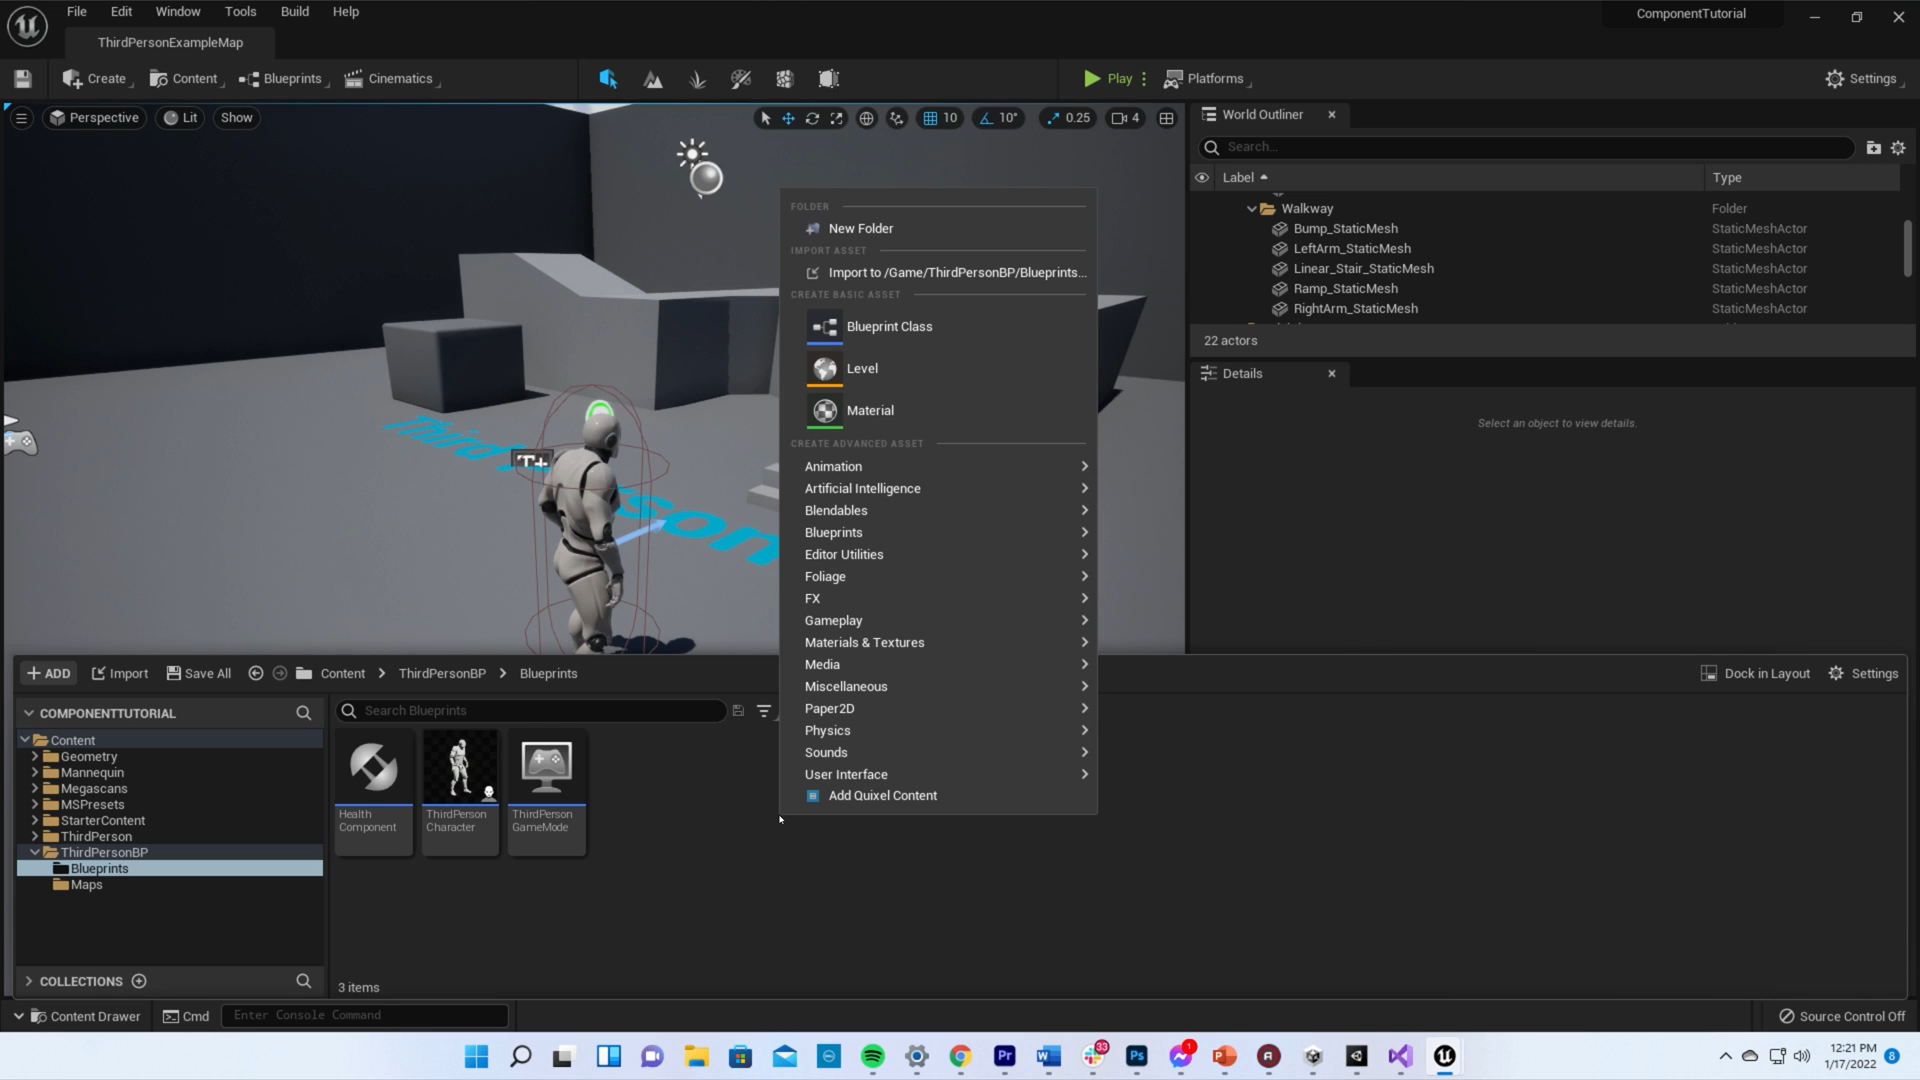 File Edit Window Tools Build Help
ComponentTutorial
ThirdPersonExampleMap
Create Content Blueprints Cinematics Play Platforms Settings
Perspective Lit Show 10 10° 0.25 4
World Outliner
Search...
Label Type
Walkway Folder
Bump_StaticMesh StaticMeshActor
LeftArm_StaticMesh StaticMeshActor
Linear_Stair_StaticMesh StaticMeshActor
Ramp_StaticMesh StaticMeshActor
RightArm_StaticMesh StaticMeshActor
22 actors
Details
Select an object to view details.
FOLDER
New Folder
IMPORT ASSET
Import to /Game/ThirdPersonBP/Blueprints...
CREATE BASIC ASSET
Blueprint Class
Level
Material
CREATE ADVANCED ASSET
Animation
Artificial Intelligence
Blendables
Blueprints
Editor Utilities
Foliage
FX
Gameplay
Materials & Textures
Media
Miscellaneous
Paper2D
Physics
Sounds
User Interface
Add Quixel Content
ADD Import Save All Content ThirdPersonBP Blueprints Dock in Layout Settings
COMPONENTTUTORIAL
Content
Geometry
Mannequin
Megascans
MSPresets
StarterContent
ThirdPerson
ThirdPersonBP
Blueprints
Maps
COLLECTIONS
Search Blueprints
Health
Component
ThirdPerson
Character
ThirdPerson
GameMode
3 items
Content Drawer Cmd Enter Console Command Source Control Off
33
1
Pr
Ps
12:21 PM
1/17/2022
8